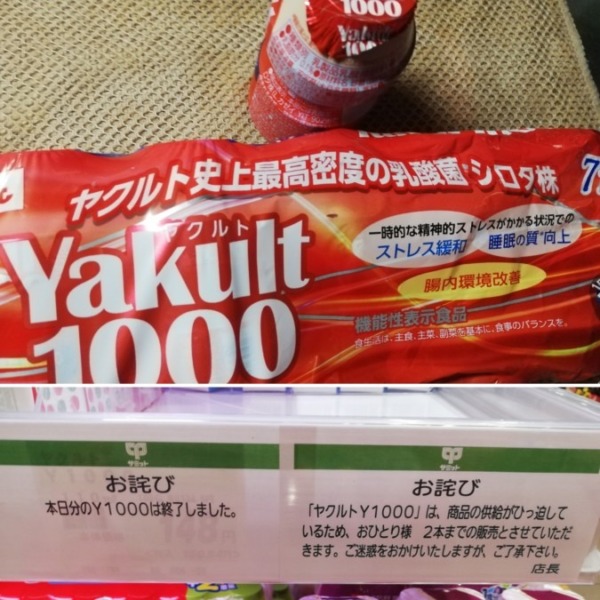 1000
Yakult
1000
ヤクルト史上最高密度の乳酸菌 シロタ株
7
ヤクルト
Yakult
1000
一時的な精神的ストレスがかかる状況での
ストレス緩和 睡眠の質*向上
腸内環境改善
機能性表示食品
食生活は、主食、主菜、副菜を基本に、食事のバランスを。
ヤクルト
お詫び
本日分のY1000は終了しました。
ヤクルト
お詫び
「ヤクルトY1000」は、商品の供給がひっ迫して
いるため、おひとり様 2本までの販売とさせていただ
きます。ご迷惑をおかけいたしますが、ご了承下さい。
店長